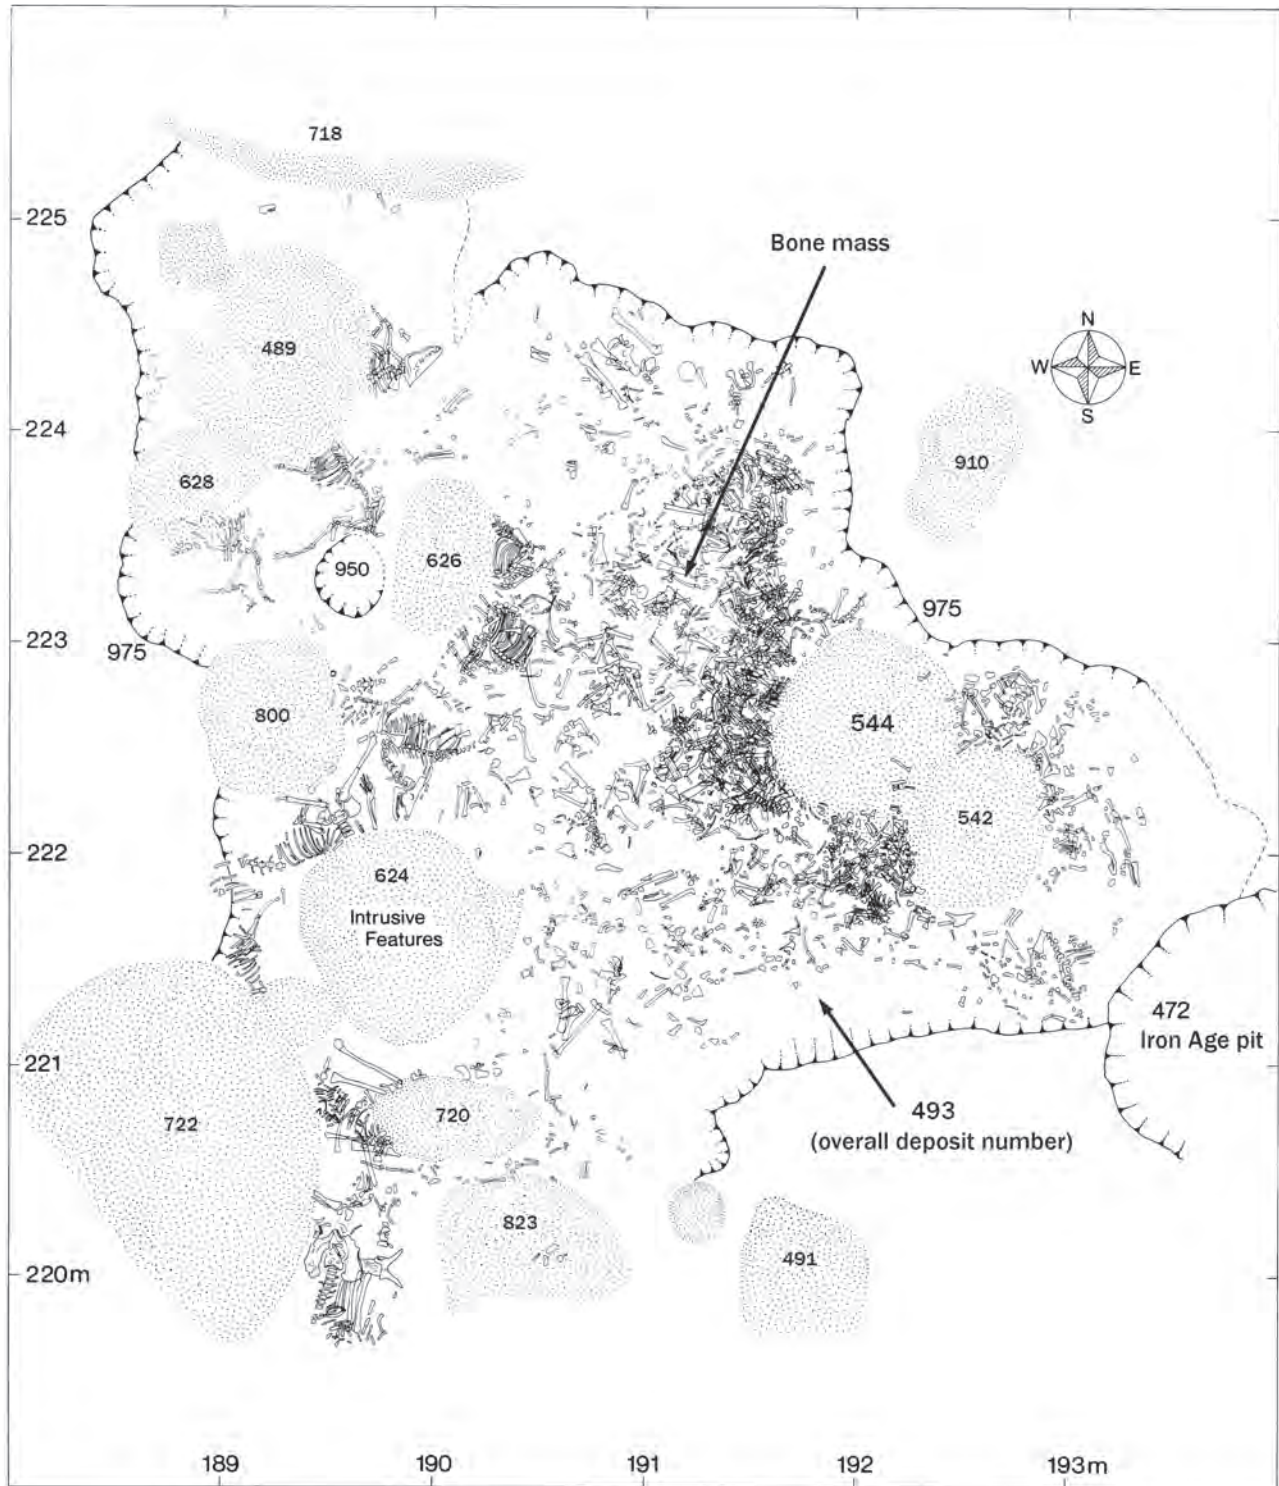 718
225
Bone mass
N
W E
S
489
224
910
628
626
950
223
975
975
800
544
542
222
624
Intrusive
Features
472
Iron Age pit
221
493
(overall deposit number)
722
720
823
491
220m
189 190 191 192 193m